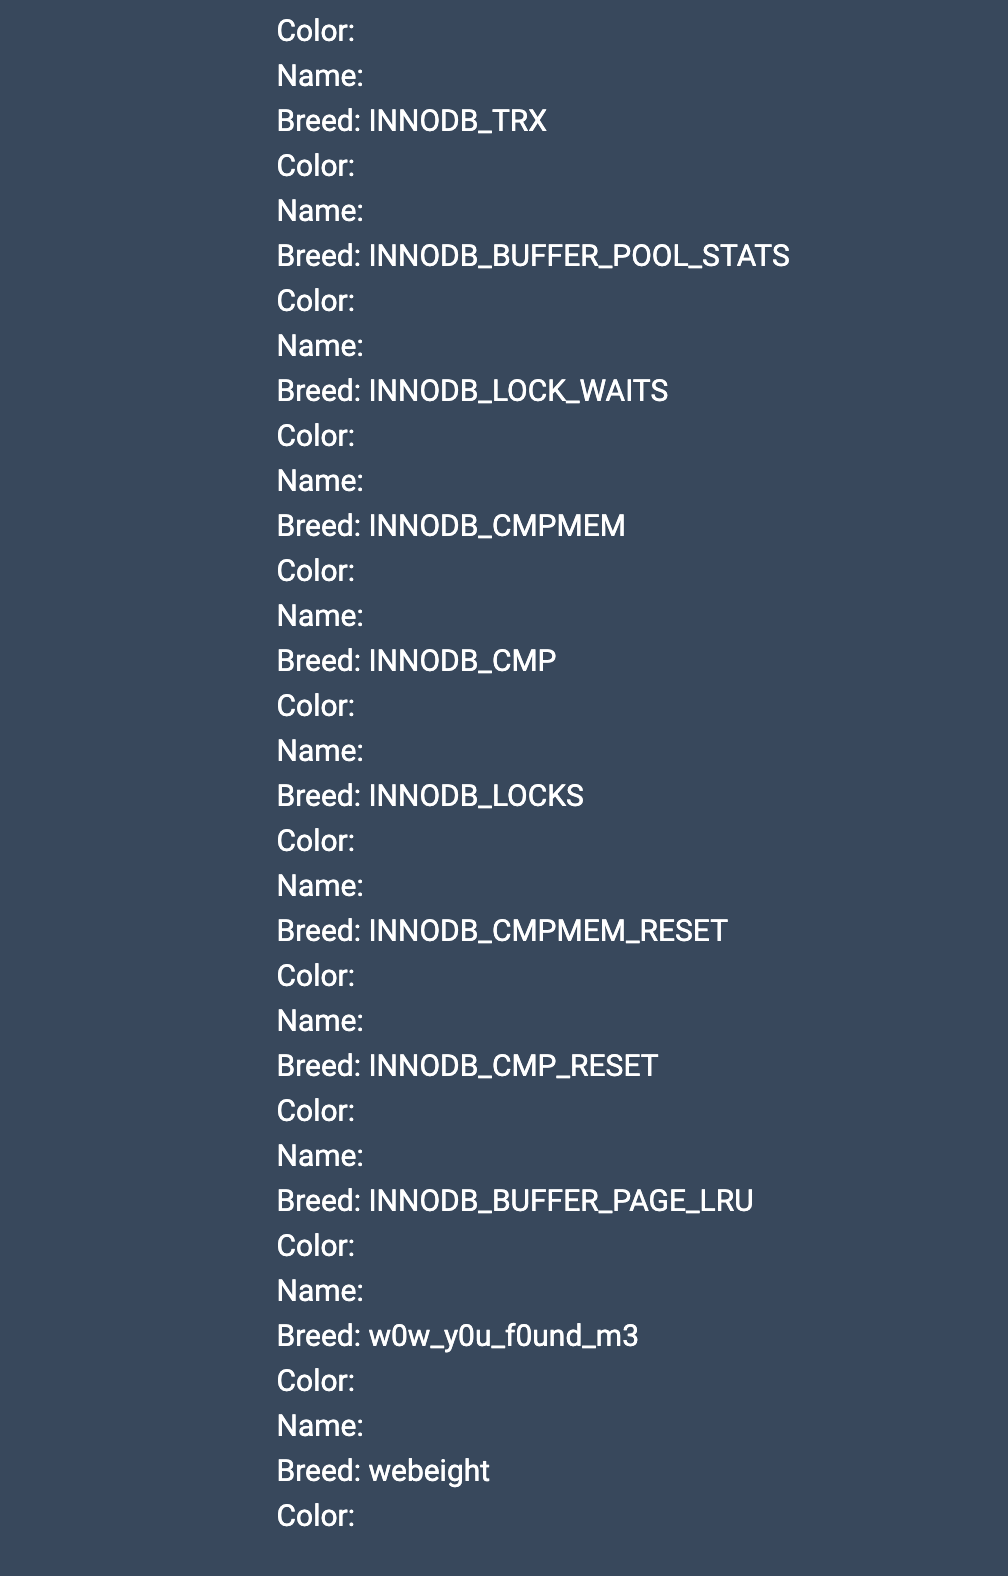 Color:
Name:
Breed: INNODB_TRX
Color:
Name:
Breed: INNODB_BUFFER_POOL_STATS
Color:
Name:
Breed: INNODB_LOCK_WAITS
Color:
Name:
Breed: INNODB_CMPMEM
Color:
Name:
Breed: INNODB_CMP
Color:
Name:
Breed: INNODB_LOCKS
Color:
Name:
Breed: INNODB_CMPMEM_RESET
Color:
Name:
Breed: INNODB_CMP_RESET
Color:
Name:
Breed: INNODB_BUFFER_PAGE_LRU
Color:
Name:
Breed: w0w_y0u_f0und_m3
Color:
Name:
Breed: webeight
Color: